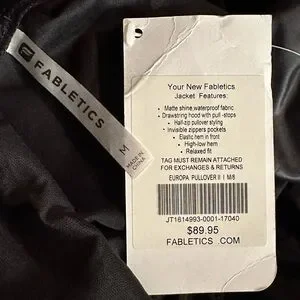 FABLETICS
M
MADE IN
CHINA
Your New Fabletics
Jacket Features:
• Matte shine,waterproof fabric
• Drawstring hood with pull -stops
• Half-zip pullover styling
• Invisible zippers pockets
• Elastic hem in front
• High-low hem
• Relaxed fit
TAG MUST REMAIN ATTACHED
FOR EXCHANGES & RETURNS
EUROPA PULLOVER II | M/8
JT1614993-0001-17040
$89.95
FABLETICS .COM